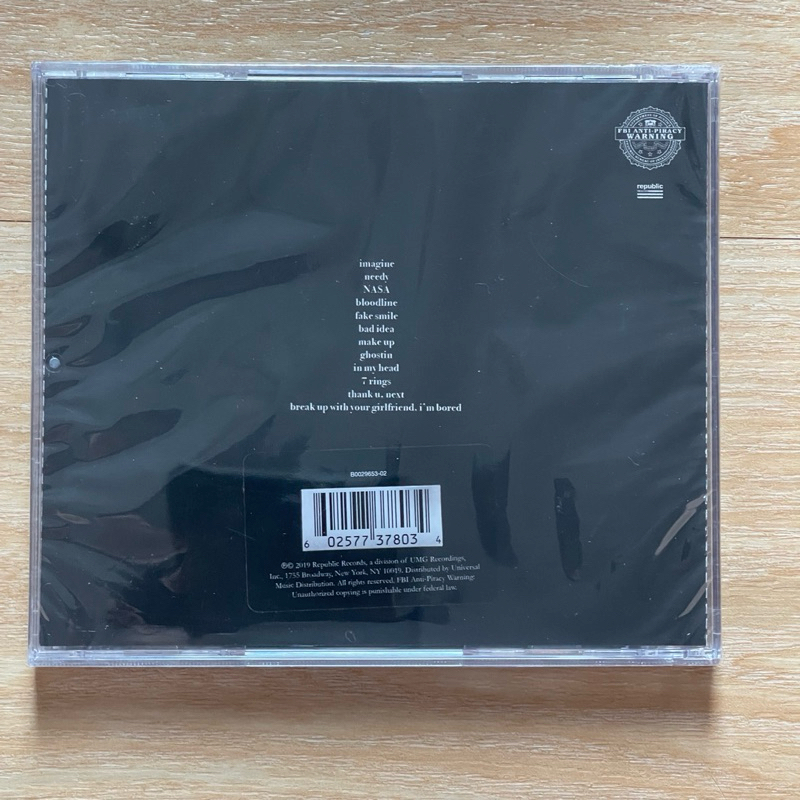 FBI ANTI-PIRACY
WARNING
republic
imagine
needy
NASA
bloodline
fake smile
bad idea
make up
ghostin
in my head
7 rings
thank u, next
break up with your girlfriend, i'm bored
B0029653-02
6 02577 37803 4
℗© 2019 Republic Records, a division of UMG Recordings,
Inc., 1755 Broadway, New York, NY 10019. Distributed by Universal
Music Distribution. All rights reserved. FBI Anti-Piracy Warning:
Unauthorized copying is punishable under federal law.